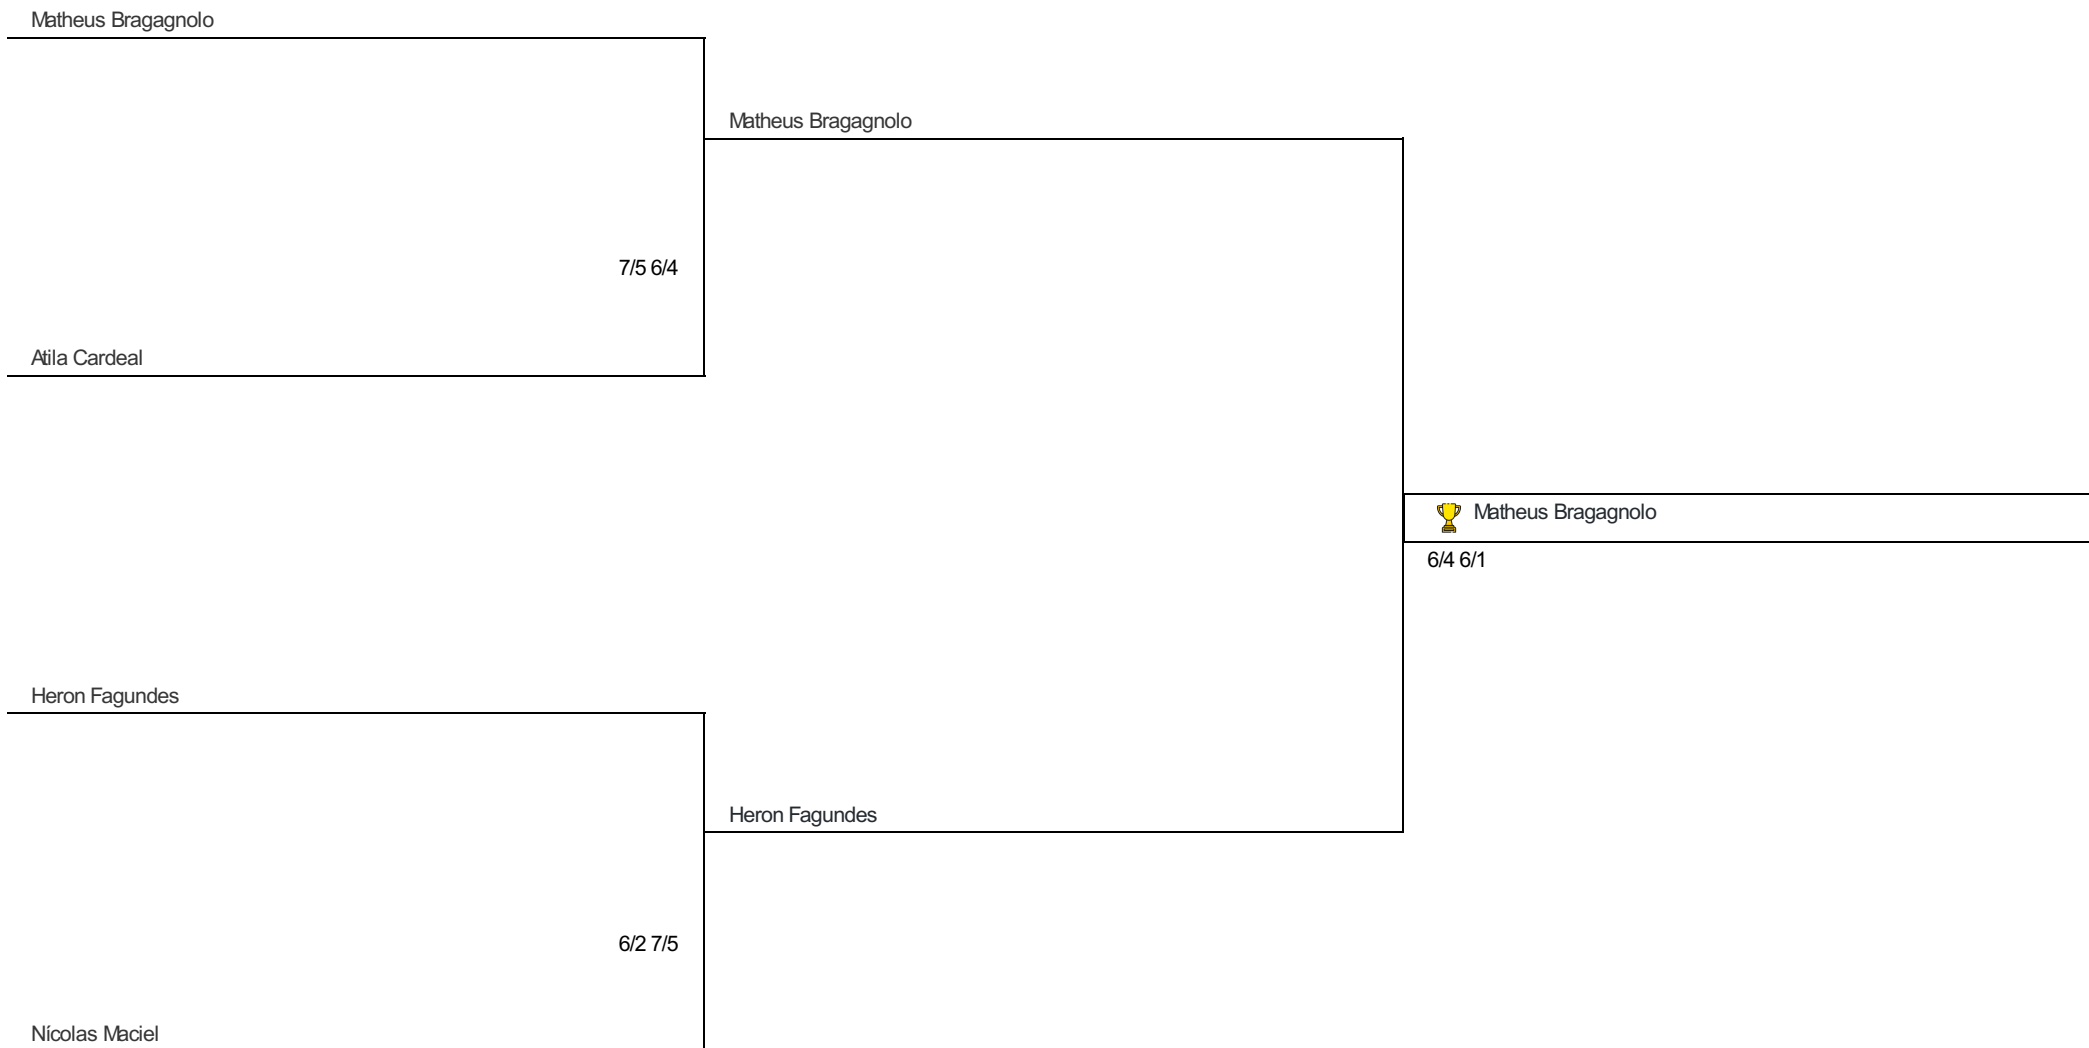 Matheus Bragagnolo
Matheus Bragagnolo
7/5 6/4
Atila Cardeal
Matheus Bragagnolo
6/4 6/1
Heron Fagundes
Heron Fagundes
6/2 7/5
Nícolas Maciel